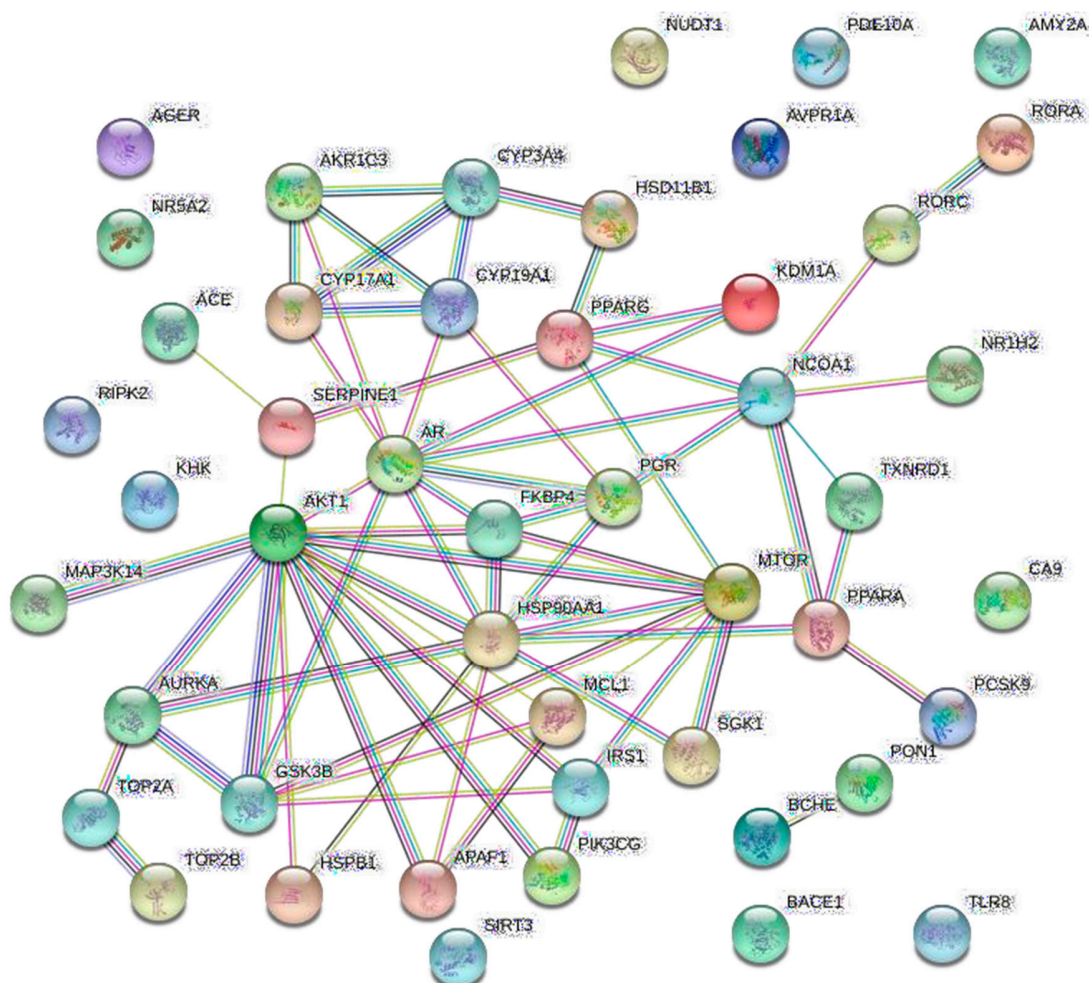 NUDT1
PDE10A
AMY2A
AGER
AVPR1A
RORA
AKR1C3
CYP3A4
HSD11B1
NR5A2
RORC
CYP17A1
CYP19A1
KDM1A
ACE
PPARG
NCOA1
NR1H2
RIPK2
SERPINE1
AR
PGR
TXNRD1
KHK
AKT1
FKBP4
MTOR
MAP3K14
HSP90AA1
PPARA
CA9
AURKA
MCL1
SGK1
PCSK9
GSK3B
IRS1
PON1
TOP2A
BCHE
TOP2B
HSPB1
APAF1
PIK3CG
SIRT3
BACE1
TLR8